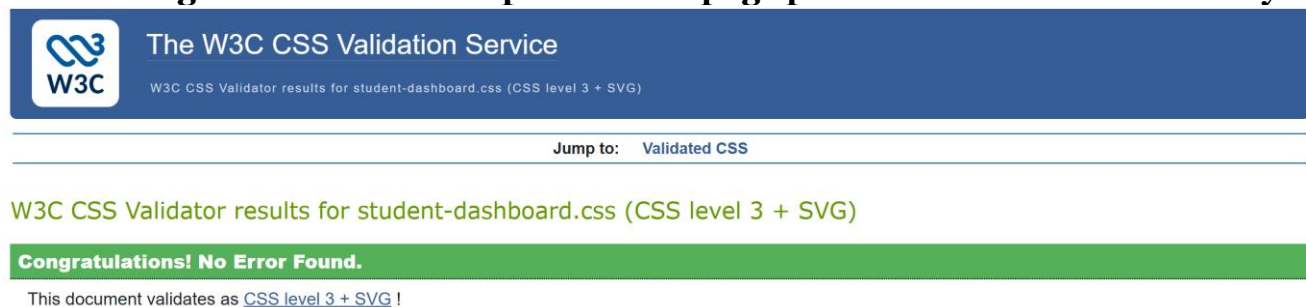 The W3C CSS Validation Service
W3C
W3C CSS Validator results for student-dashboard.css (CSS level 3 + SVG)
Jump to: Validated CSS
W3C CSS Validator results for student-dashboard.css (CSS level 3 + SVG)
Congratulations! No Error Found.
This document validates as CSS level 3 + SVG !